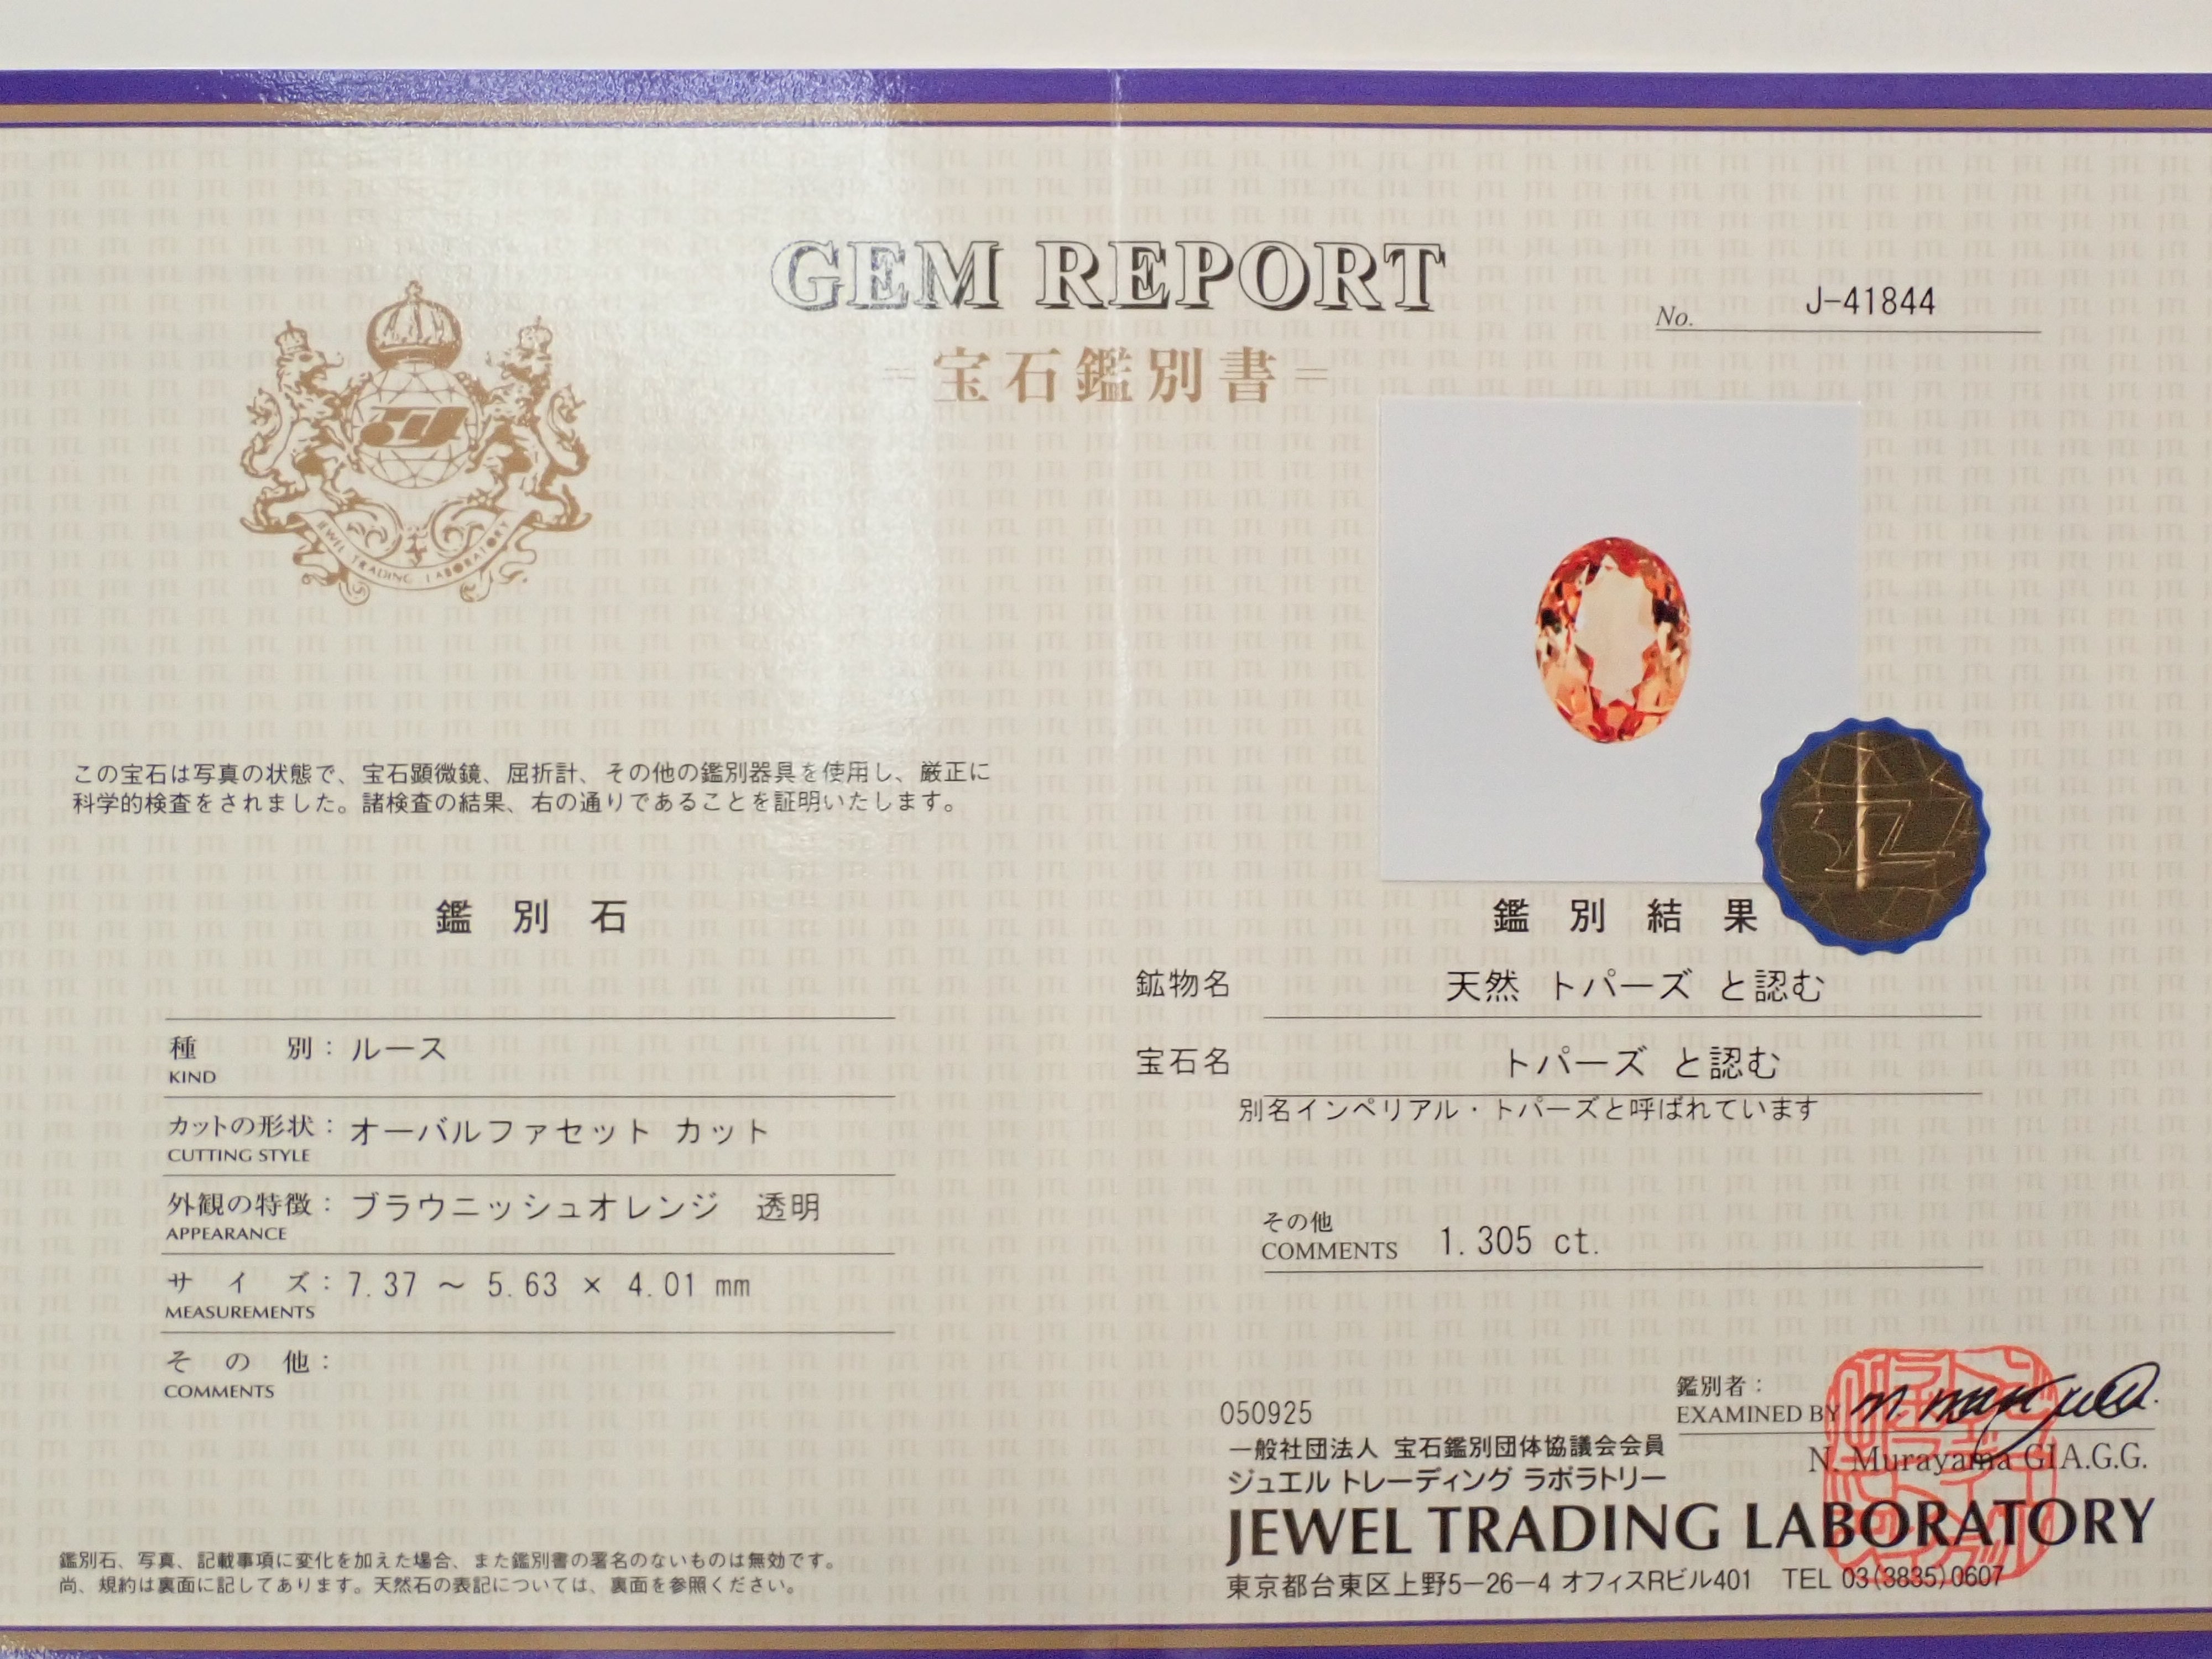 GEM REPORT
=宝石鑑別書=
No. J-41844
JEWEL TRADING LABORATORY
この宝石は写真の状態で、宝石顕微鏡、屈折計、その他の鑑別器具を使用し、厳正に
科学的検査をされました。諸検査の結果、右の通りであることを証明いたします。
鑑別石
種別：ルース
KIND
カットの形状：オーバルファセット カット
CUTTING STYLE
外観の特徴：ブラウニッシュオレンジ 透明
APPEARANCE
サイズ：7.37 ～ 5.63 × 4.01 mm
MEASUREMENTS
その他：
COMMENTS
鑑別石、写真、記載事項に変化を加えた場合、また鑑別書の署名のないものは無効です。
尚、規約は裏面に記してあります。天然石の表記については、裏面を参照ください。
鑑別結果
鉱物名 天然 トパーズ と認む
宝石名 トパーズ と認む
別名インペリアル・トパーズと呼ばれています
その他
COMMENTS 1.305 ct.
鑑別者：
EXAMINED BY
N. Murayama GIA.G.G.
050925
一般社団法人 宝石鑑別団体協議会会員
ジュエル トレーディング ラボラトリー
JEWEL TRADING LABORATORY
東京都台東区上野5−26−4 オフィスRビル401 TEL 03(3835)0607